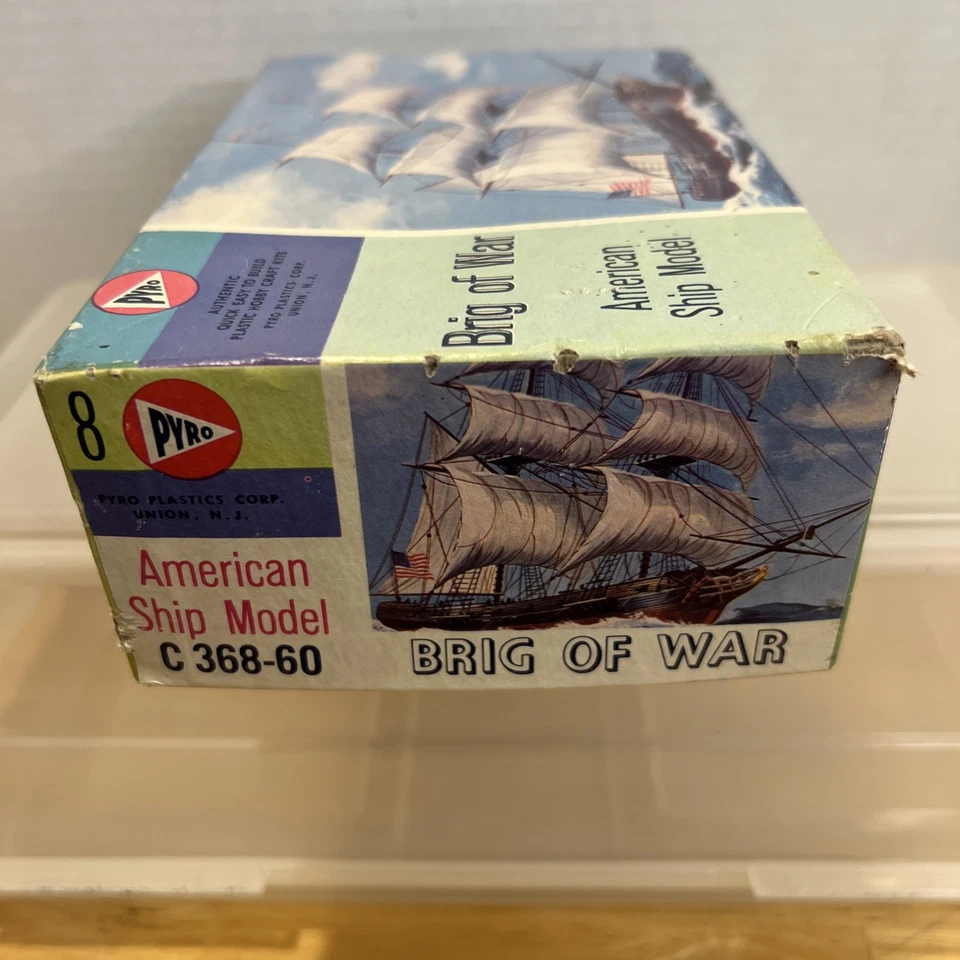 PYRO
AUTHENTIC
QUICK EASY TO BUILD
PLASTIC HOBBY CRAFT KITS
PYRO PLASTICS CORP.
UNION, N. J.
Brig of War
American
Ship Model
8
PYRO
PYRO PLASTICS CORP.
UNION, N. J.
American
Ship Model
C 368-60
BRIG OF WAR